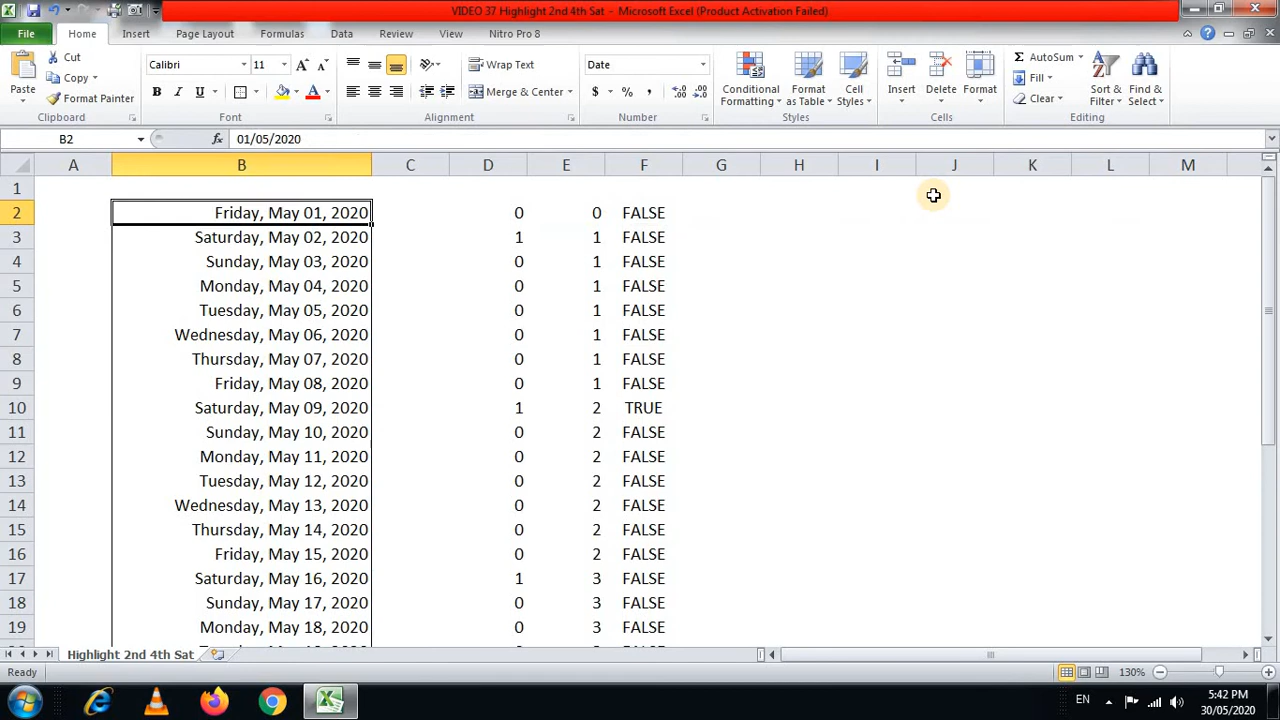 VIDEO 37 Highlight 2nd 4th Sat - Microsoft Excel (Product Activation Failed)
File Home Insert Page Layout Formulas Data Review View Nitro Pro 8
Paste Cut Copy Format Painter Clipboard
Calibri 11 A A B I U A Font
Wrap Text Merge & Center Alignment
Date $ % , .0 .00 .00 .0 Number
Conditional Formatting Format as Table Cell Styles Styles
Insert Delete Format Cells
Σ AutoSum Fill Clear Sort & Filter Find & Select Editing
B2 fx 01/05/2020
A B C D E F G H I J K L M
1
2 Friday, May 01, 2020 0 0 FALSE
3 Saturday, May 02, 2020 1 1 FALSE
4 Sunday, May 03, 2020 0 1 FALSE
5 Monday, May 04, 2020 0 1 FALSE
6 Tuesday, May 05, 2020 0 1 FALSE
7 Wednesday, May 06, 2020 0 1 FALSE
8 Thursday, May 07, 2020 0 1 FALSE
9 Friday, May 08, 2020 0 1 FALSE
10 Saturday, May 09, 2020 1 2 TRUE
11 Sunday, May 10, 2020 0 2 FALSE
12 Monday, May 11, 2020 0 2 FALSE
13 Tuesday, May 12, 2020 0 2 FALSE
14 Wednesday, May 13, 2020 0 2 FALSE
15 Thursday, May 14, 2020 0 2 FALSE
16 Friday, May 15, 2020 0 2 FALSE
17 Saturday, May 16, 2020 1 3 FALSE
18 Sunday, May 17, 2020 0 3 FALSE
19 Monday, May 18, 2020 0 3 FALSE
Highlight 2nd 4th Sat
Ready 130%
EN 5:42 PM
30/05/2020